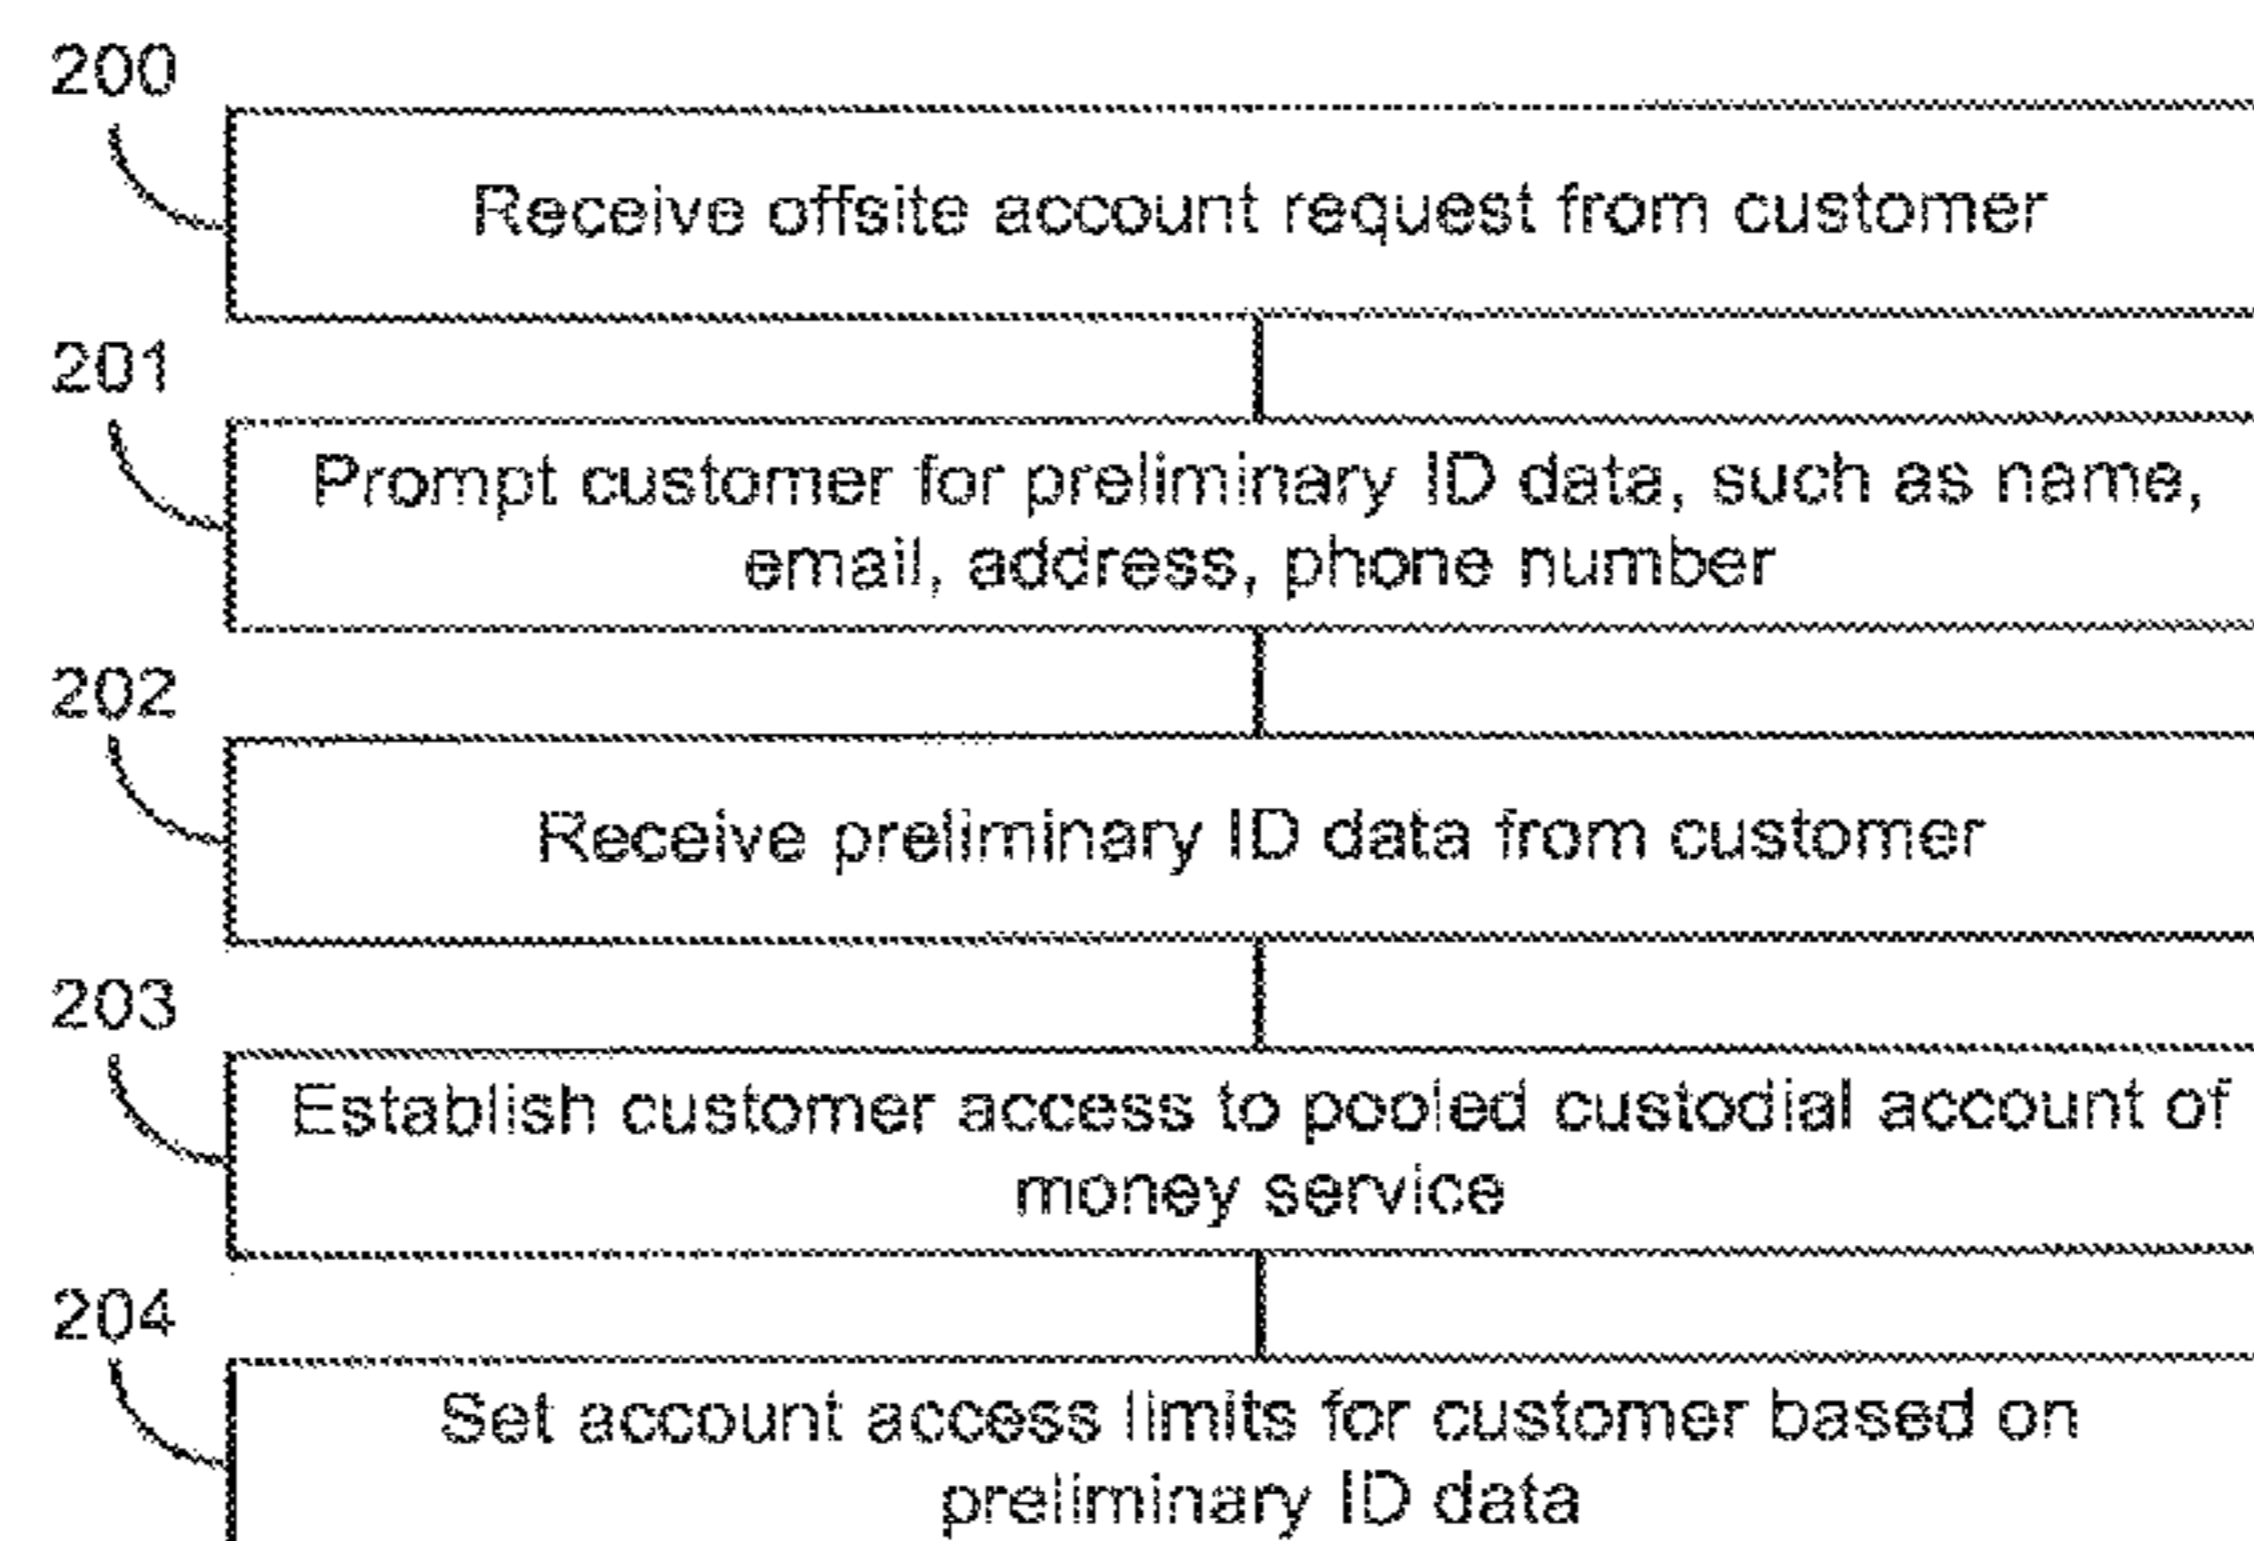 200
Receive offsite account request from customer
201
Prompt customer for preliminary ID data, such as name,
email, address, phone number
202
Receive preliminary ID data from customer
203
Establish customer access to pooled custodial account of
money service
204
Set account access limits for customer based on
preliminary ID data